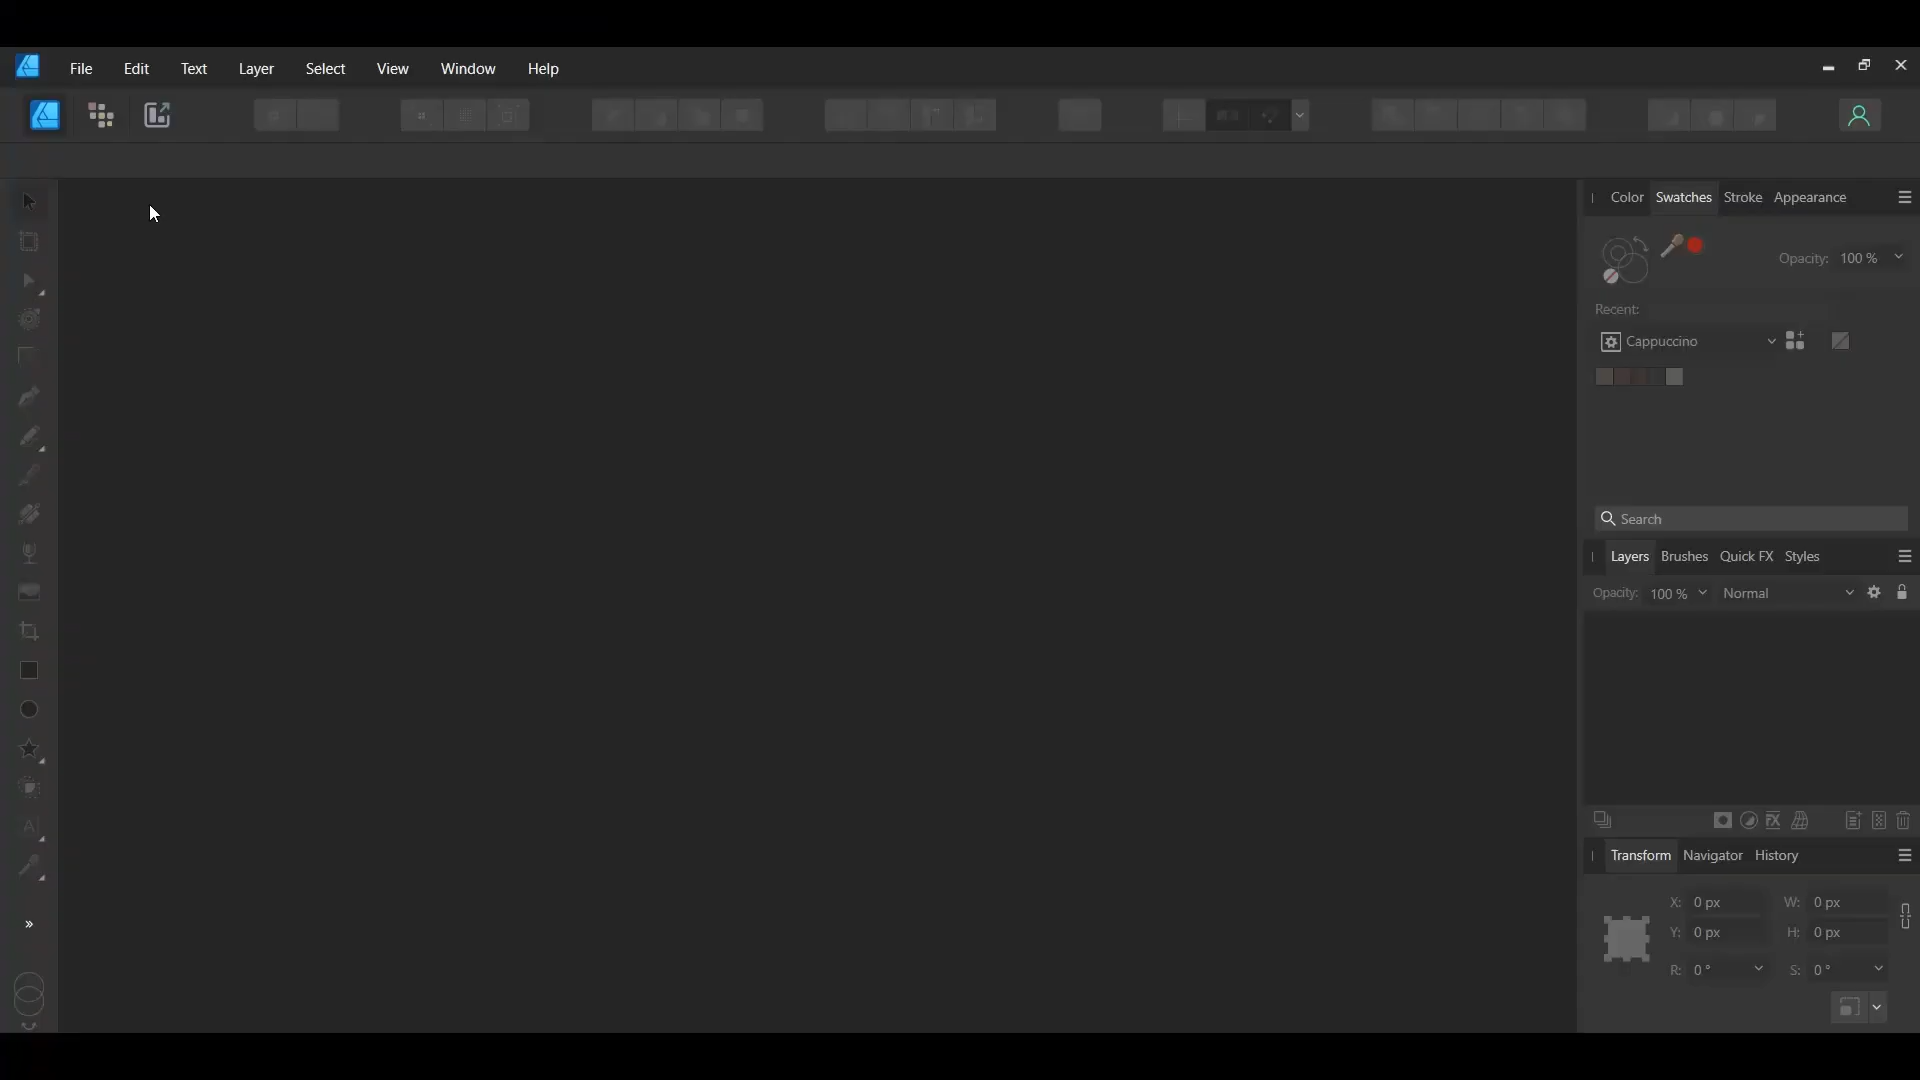 File Edit Text Layer Select View Window Help
Color Swatches Stroke Appearance
Opacity: 100 %
Recent:
Cappuccino
Search
Layers Brushes Quick FX Styles
Opacity: 100 % Normal
Transform Navigator History
X: 0 px W: 0 px
Y: 0 px H: 0 px
R: 0 ° S: 0 °